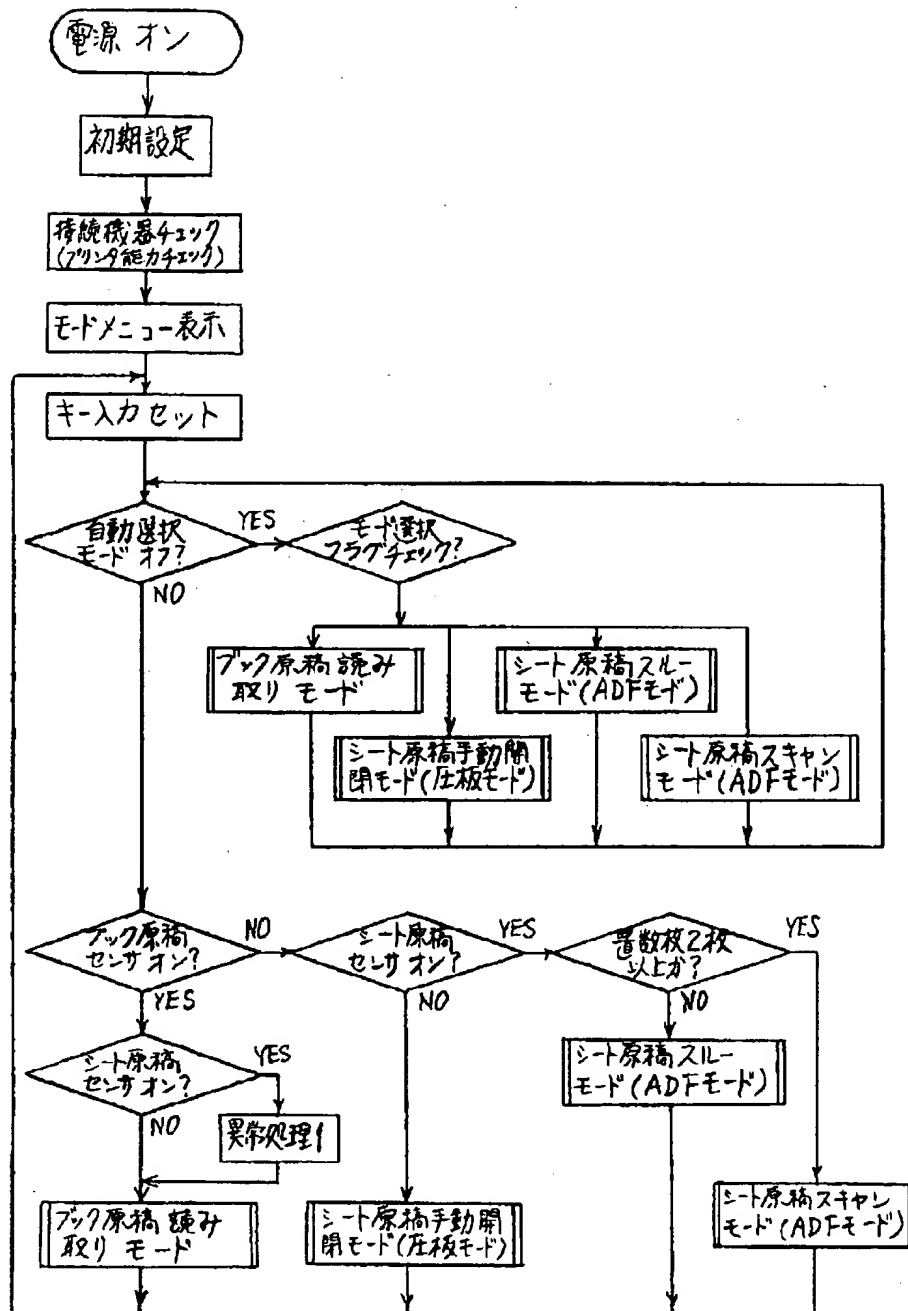 電源 オン
初期設定
接続機器チェック
(プリンタ能力チェック)
モードメニュー表示
キー入力セット
自動選択
モードオフ?
YES
NO
モード選択
フラグチェック?
ブック原稿読み
取り モード
シート原稿スルー
モード(ADFモード)
シート原稿手動開
閉モード(圧板モード)
シート原稿スキャン
モード(ADFモード)
ブック原稿
センサオン?
NO
YES
シート原稿
センサオン?
YES
NO
置数枚2枚
以上か?
YES
NO
シート原稿スルー
モード(ADFモード)
シート原稿
センサオン?
YES
NO
異常処理1
ブック原稿読み
取り モード
シート原稿手動開
閉モード(圧板モード)
シート原稿スキャン
モード(ADFモード)